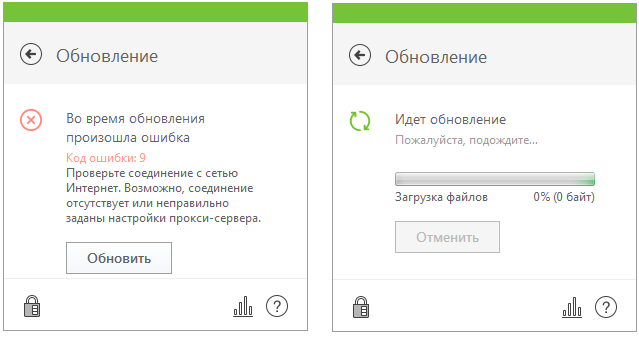 Обновление
Во время обновления
произошла ошибка
Код ошибки: 9
Проверьте соединение с сетью
Интернет. Возможно, соединение
отсутствует или неправильно
заданы настройки прокси-сервера.
Обновить
?
Обновление
Идет обновление
Пожалуйста, подождите...
Загрузка файлов 0% (0 байт)
Отменить
?